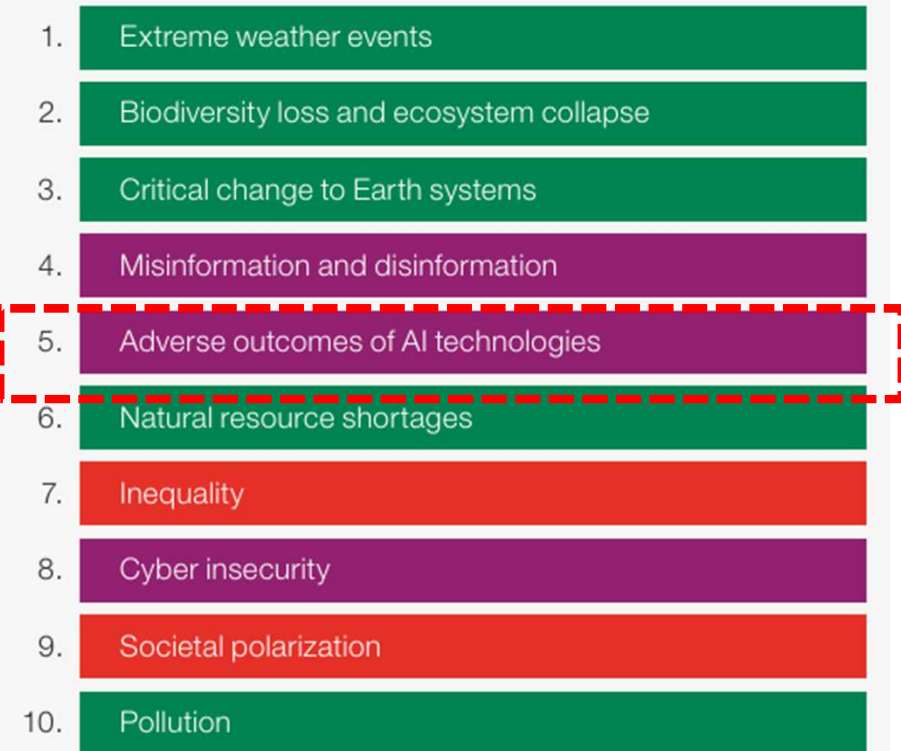 1. Extreme weather events
2. Biodiversity loss and ecosystem collapse
3. Critical change to Earth systems
4. Misinformation and disinformation
5. Adverse outcomes of AI technologies
6. Natural resource shortages
7. Inequality
8. Cyber insecurity
9. Societal polarization
10. Pollution